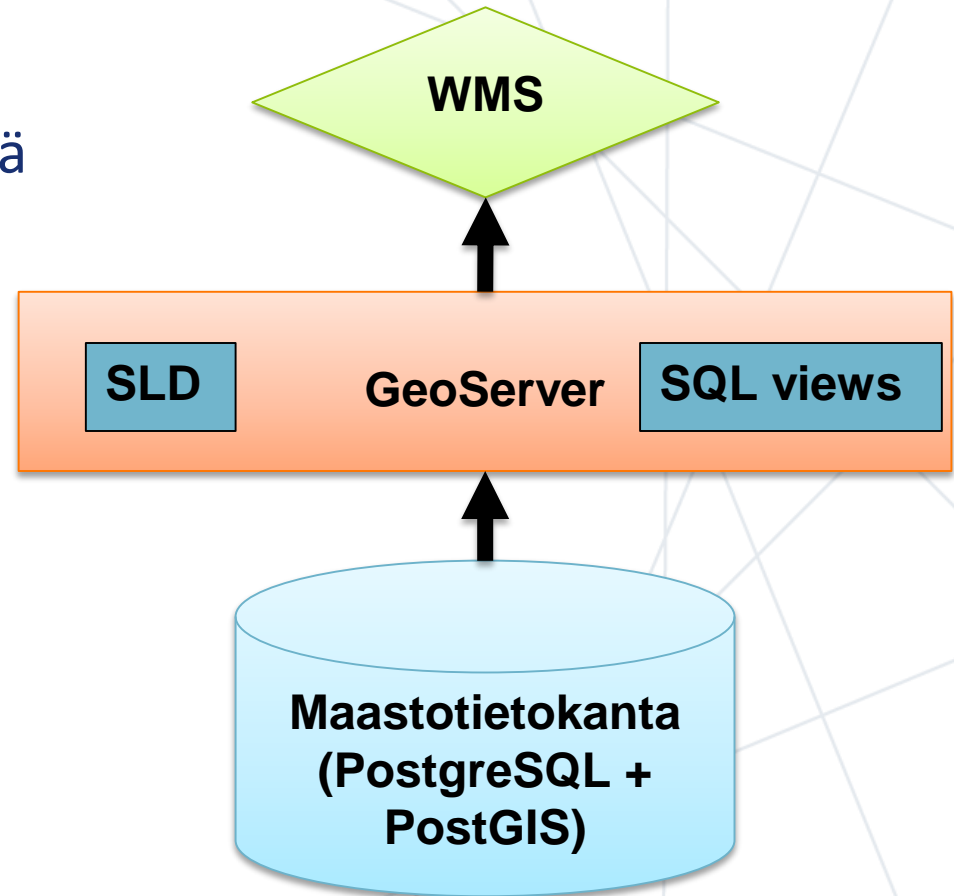 WMS
ä
SLD
GeoServer
SQL views
Maastotietokanta
(PostgreSQL +
PostGIS)